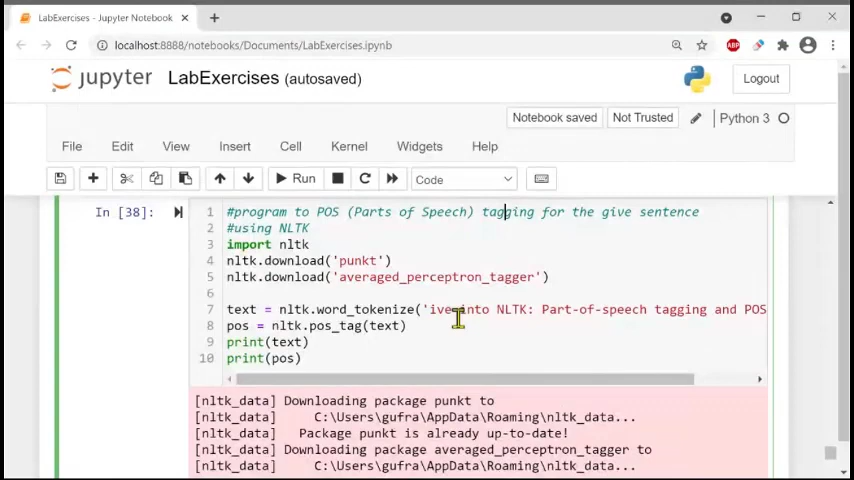 LabExercises - Jupyter Notebook
localhost:8888/notebooks/Documents/LabExercises.ipynb
ABP
jupyter LabExercises (autosaved)
Logout
Notebook saved Not Trusted Python 3
File Edit View Insert Cell Kernel Widgets Help
Run Code
In [38]: 1 #program to POS (Parts of Speech) tagging for the give sentence
2 #using NLTK
3 import nltk
4 nltk.download('punkt')
5 nltk.download('averaged_perceptron_tagger')
6
7 text = nltk.word_tokenize('ive into NLTK: Part-of-speech tagging and POS
8 pos = nltk.pos_tag(text)
9 print(text)
10 print(pos)
[nltk_data] Downloading package punkt to
[nltk_data] C:\Users\gufra\AppData\Roaming\nltk_data...
[nltk_data] Package punkt is already up-to-date!
[nltk_data] Downloading package averaged_perceptron_tagger to
[nltk_data] C:\Users\gufra\AppData\Roaming\nltk_data...